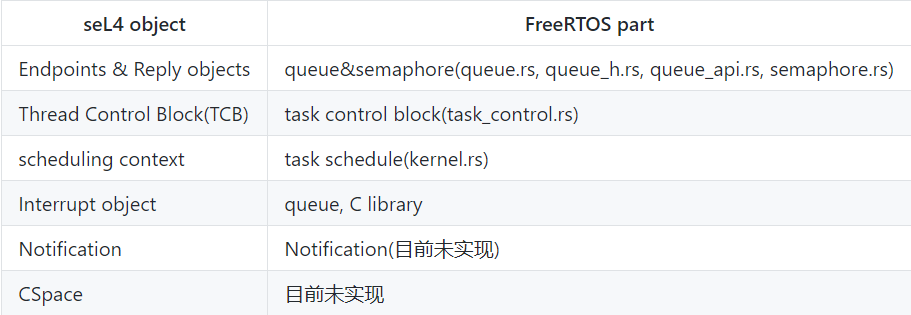 seL4 object FreeRTOS part
Endpoints & Reply objects queue&semaphore(queue.rs, queue_h.rs, queue_api.rs, semaphore.rs)
Thread Control Block(TCB) task control block(task_control.rs)
scheduling context task schedule(kernel.rs)
Interrupt object queue, C library
Notification Notification(目前未实现)
CSpace 目前未实现